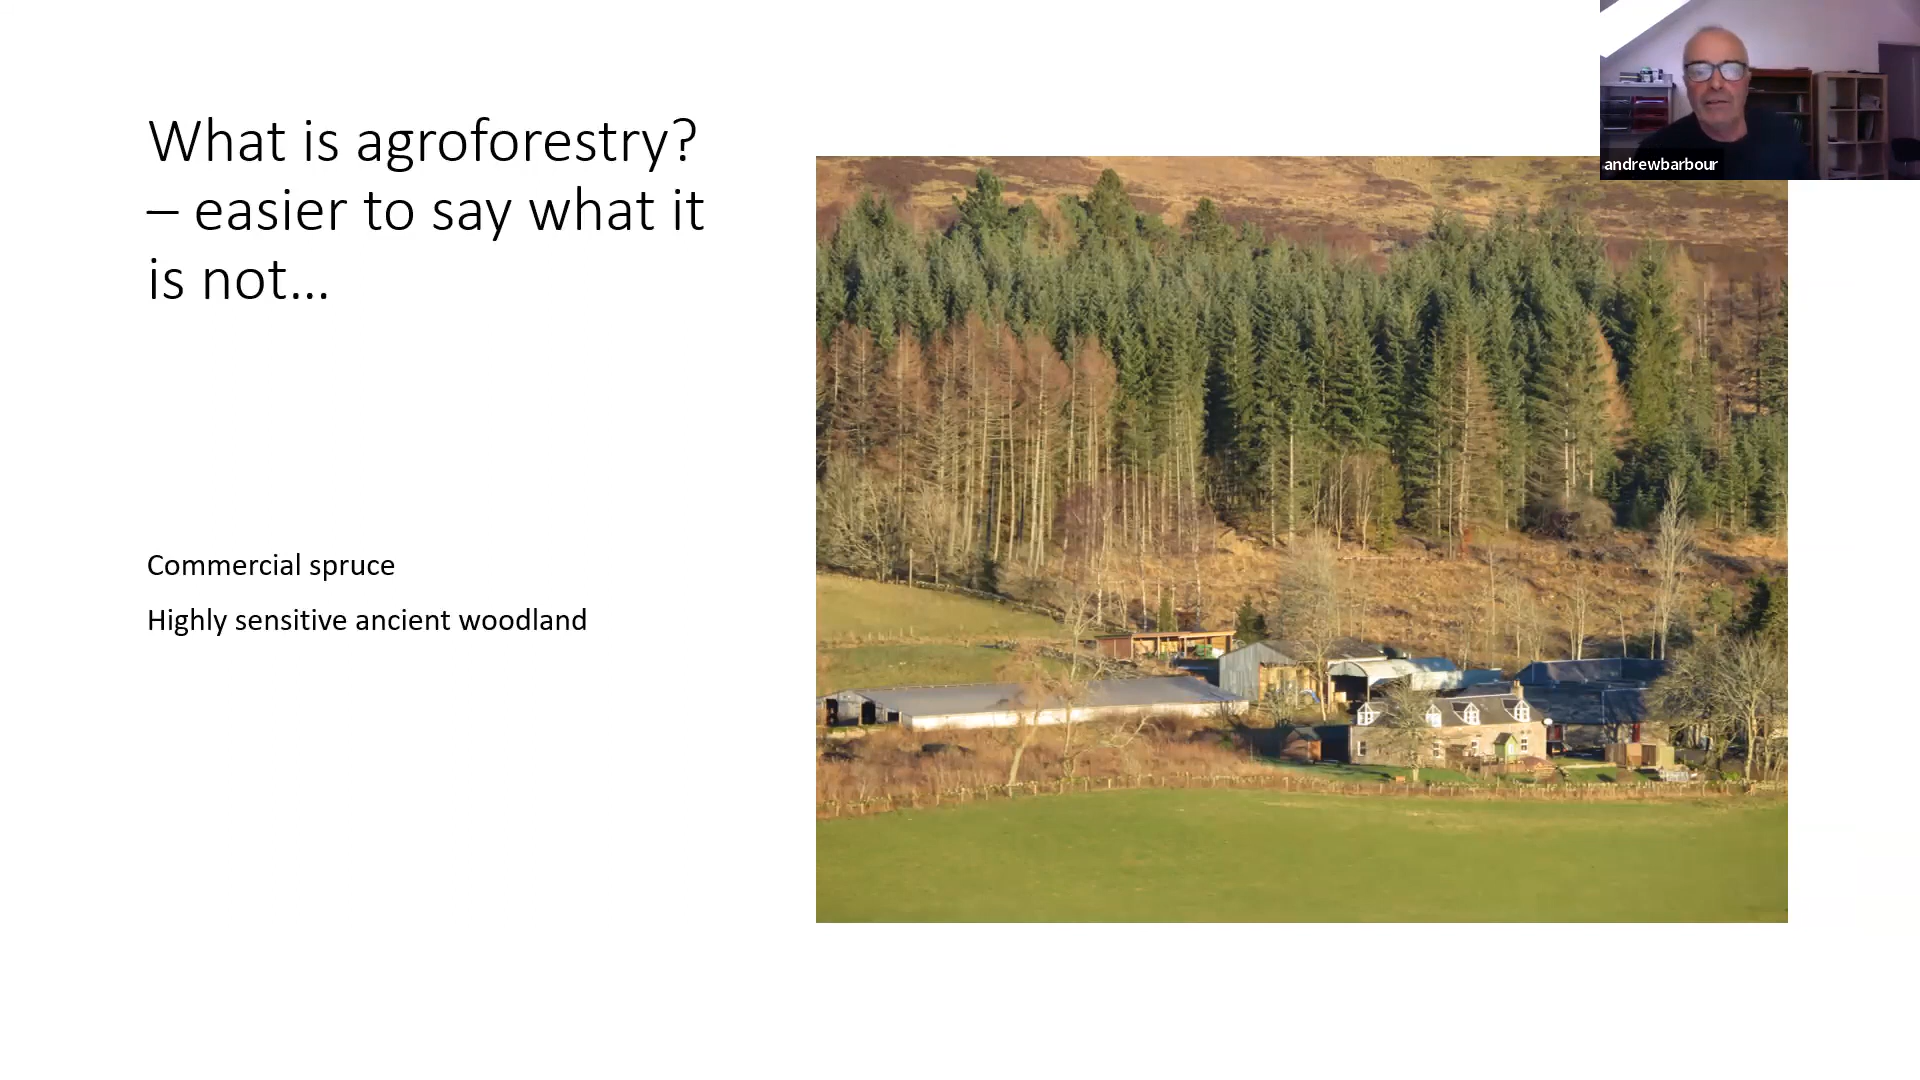 What is agroforestry?
– easier to say what it
is not…
Commercial spruce
Highly sensitive ancient woodland
andrewbarbour